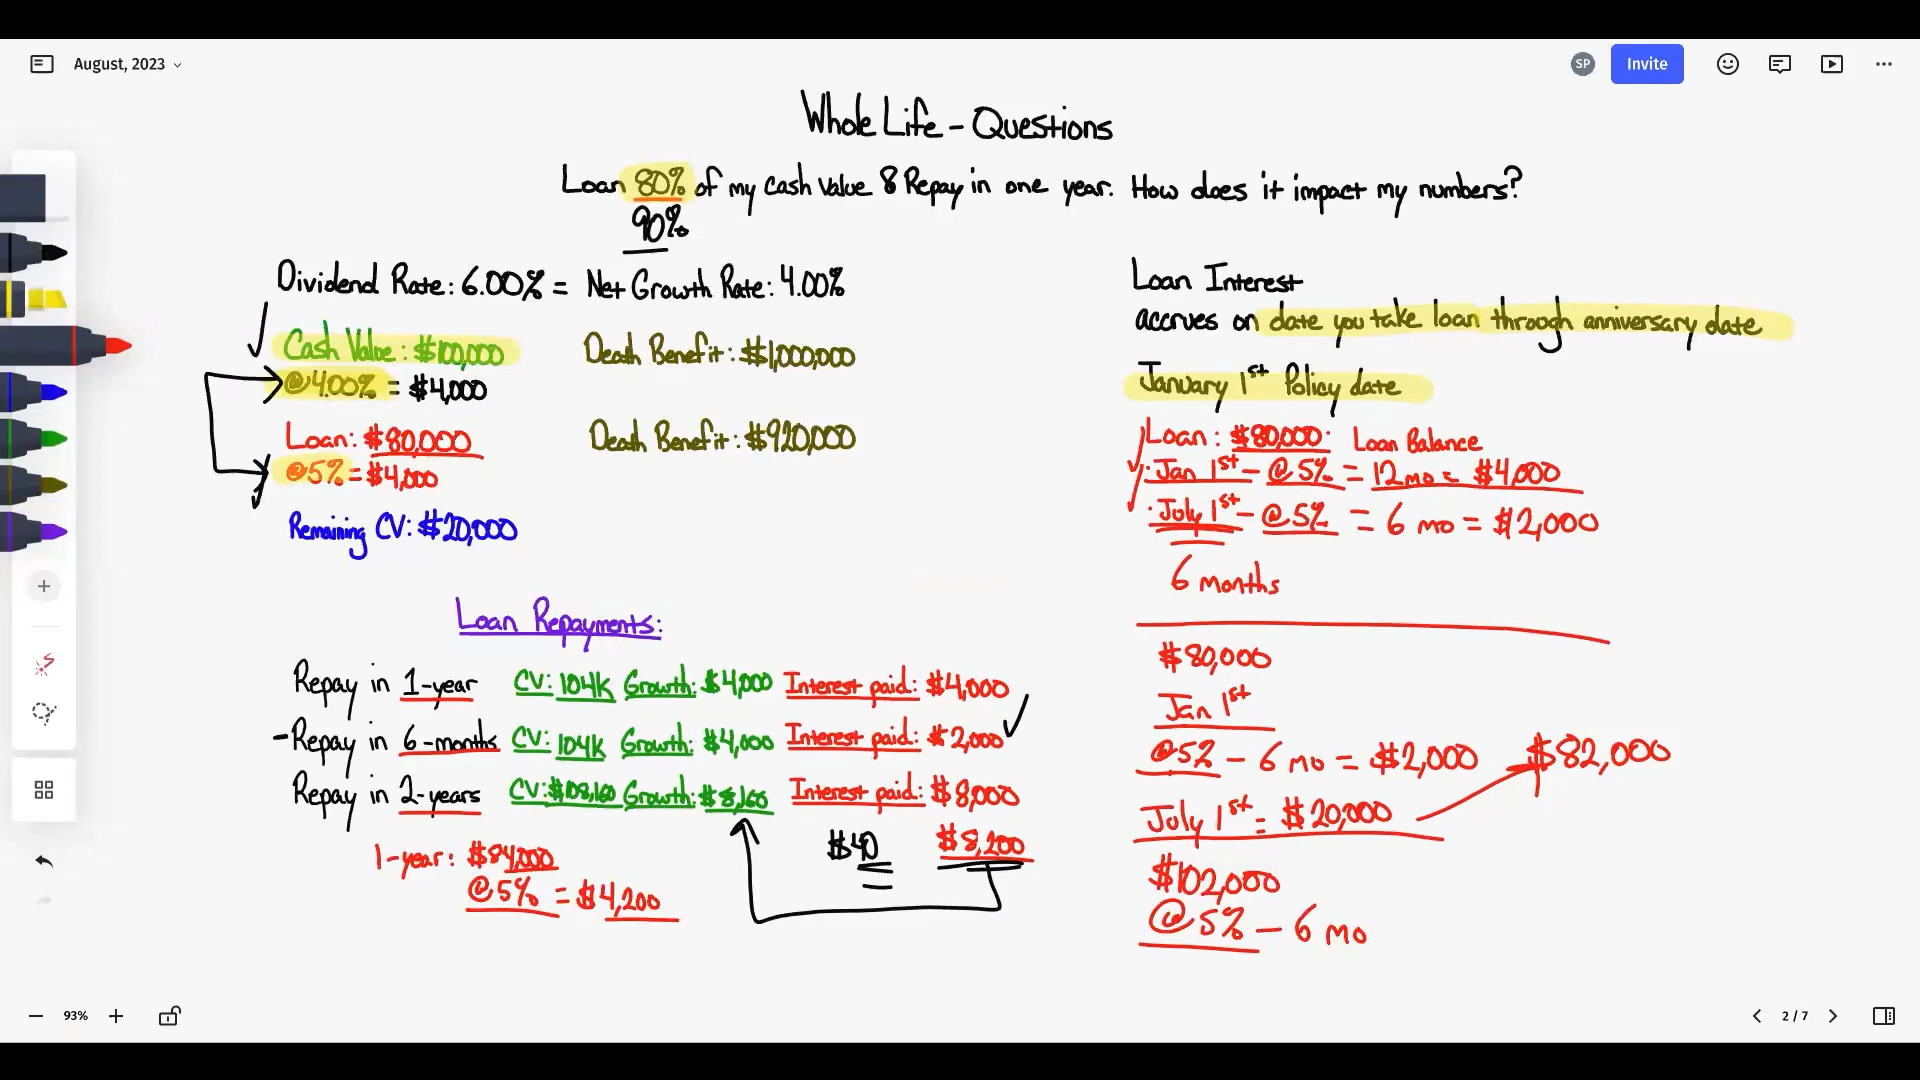 August, 2023
SP
Invite
Whole Life - Questions
Loan 80% of my Cash Value & Repay in one year. How does it impact my numbers?
90%
Dividend Rate: 6.00% = Net Growth Rate: 4.00%
Cash Value: $100,000
Death Benefit: $1,000,000
@4.00% = $4,000
Loan: $80,000
Death Benefit: $920,000
@5% = $4,000
Remaining CV: $20,000
Loan Interest
accrues on date you take loan through anniversary date
January 1st Policy date
Loan: $80,000: Loan Balance
· Jan 1st - @5% = 12mo = $4,000
· July 1st - @5% = 6 mo = $2,000
6 months
Loan Repayments:
Repay in 1-year CV: 104K Growth: $4,000 Interest paid: $4,000
- Repay in 6-months CV: 104K Growth: $4,000 Interest paid: $2,000
Repay in 2-years CV: $108,160 Growth: $8,160 Interest paid: $8,000
$40 $8,200
1-year: $84,000
@5% = $4,200
$80,000
Jan 1st
@5% - 6 mo = $2,000 $82,000
July 1st = $20,000
$102,000
@5% - 6 mo
93%
2 / 7